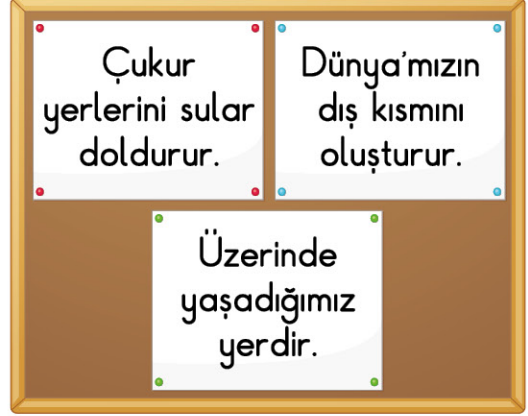 Çukur
yerlerini sular
doldurur.
Dünya'mızın
dış kısmını
oluşturur.
Üzerinde
yaşadığımız
yerdir.